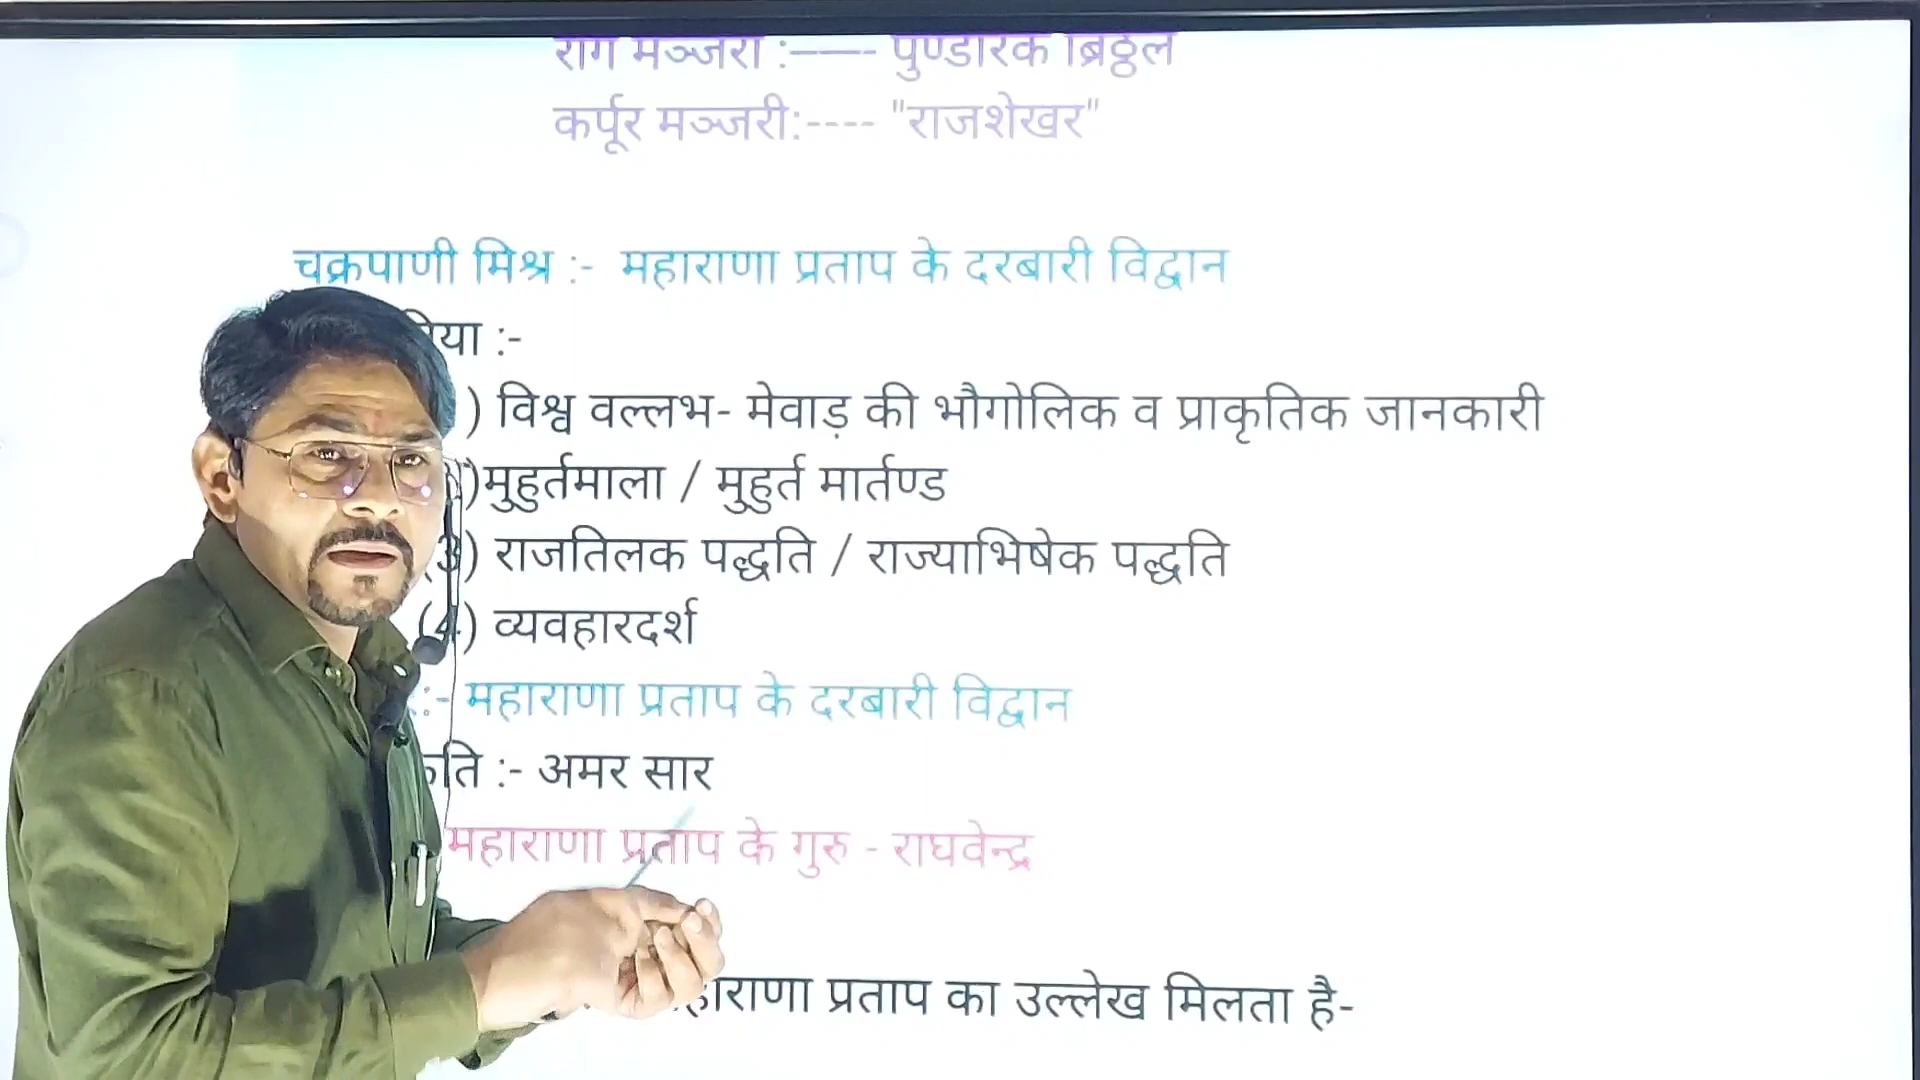 राग मञ्जरी :—— पुण्डरिक ब्रिठ्ठल
कर्पूर मञ्जरी:---- "राजशेखर"
चक्रपाणी मिश्र :- महाराणा प्रताप के दरबारी विद्वान
:-
) विश्व वल्लभ- मेवाड़ की भौगोलिक व प्राकृतिक जानकारी
)मुहुर्तमाला / मुहुर्त मार्तण्ड
(3) राजतिलक पद्धति / राज्याभिषेक पद्धति
(4) व्यवहारदर्श
:- महाराणा प्रताप के दरबारी विद्वान
कृति :- अमर सार
महाराणा प्रताप के गुरु - राघवेन्द्र
महाराणा प्रताप का उल्लेख मिलता है-